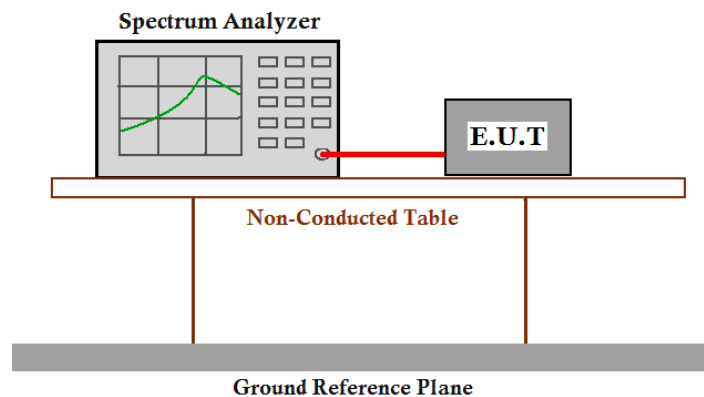 Spectrum Analyzer
E.U.T
Non-Conducted Table
Ground Reference Plane